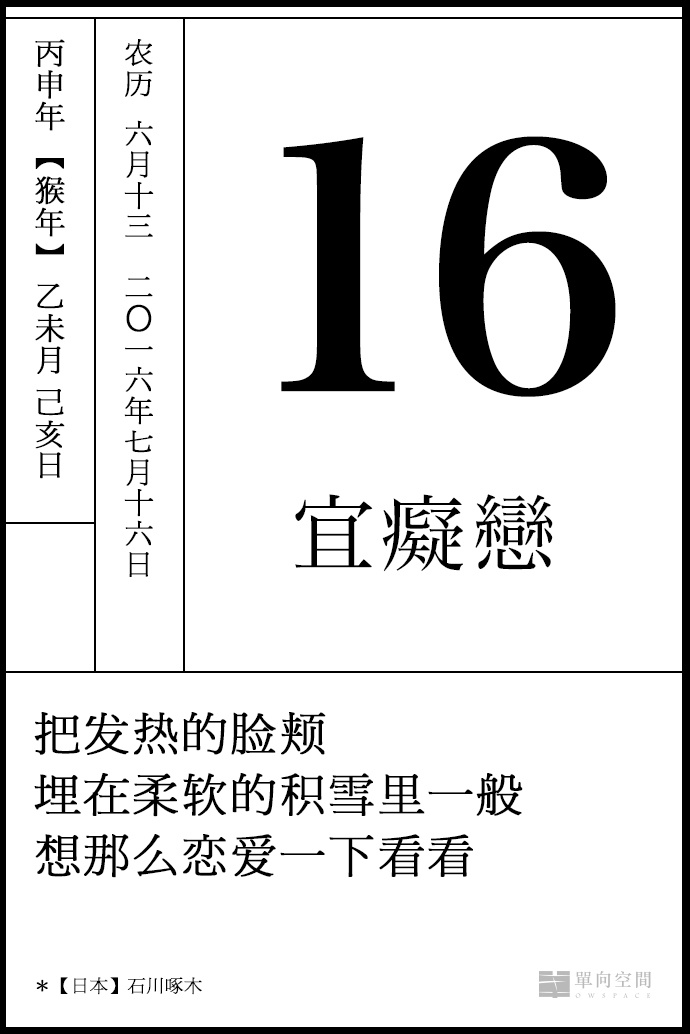 丙申年【猴年】乙未月己亥日
农历 六月十三 二〇一六年七月十六日
16
宜癡戀
把发热的脸颊
埋在柔软的积雪里一般
想那么恋爱一下看看
*【日本】石川啄木
單向空間
OWSPACE